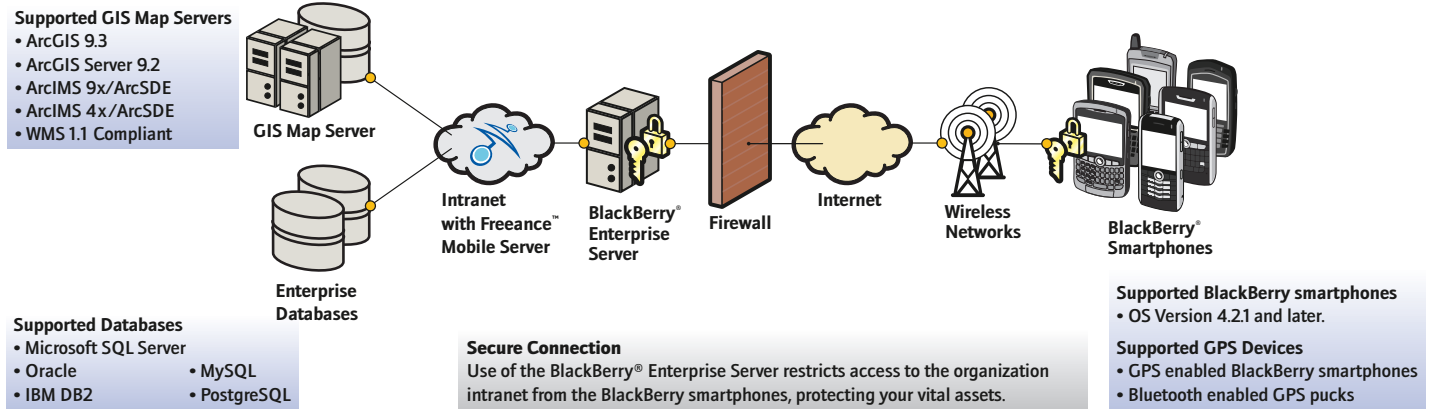 Supported GIS Map Servers
• ArcGIS 9.3
• ArcGIS Server 9.2
• ArcIMS 9x/ArcSDE
• ArcIMS 4x/ArcSDE
• WMS 1.1 Compliant
GIS Map Server
Enterprise
Databases
Supported Databases
• Microsoft SQL Server
• Oracle
• MySQL
• IBM DB2
• PostgreSQL
Intranet
with Freeance™
Mobile Server
BlackBerry®
Enterprise
Server
Firewall
Internet
Wireless
Networks
BlackBerry®
Smartphones
Secure Connection
Use of the BlackBerry® Enterprise Server restricts access to the organization
intranet from the BlackBerry smartphones, protecting your vital assets.
Supported BlackBerry smartphones
• OS Version 4.2.1 and later.
Supported GPS Devices
• GPS enabled BlackBerry smartphones
• Bluetooth enabled GPS pucks